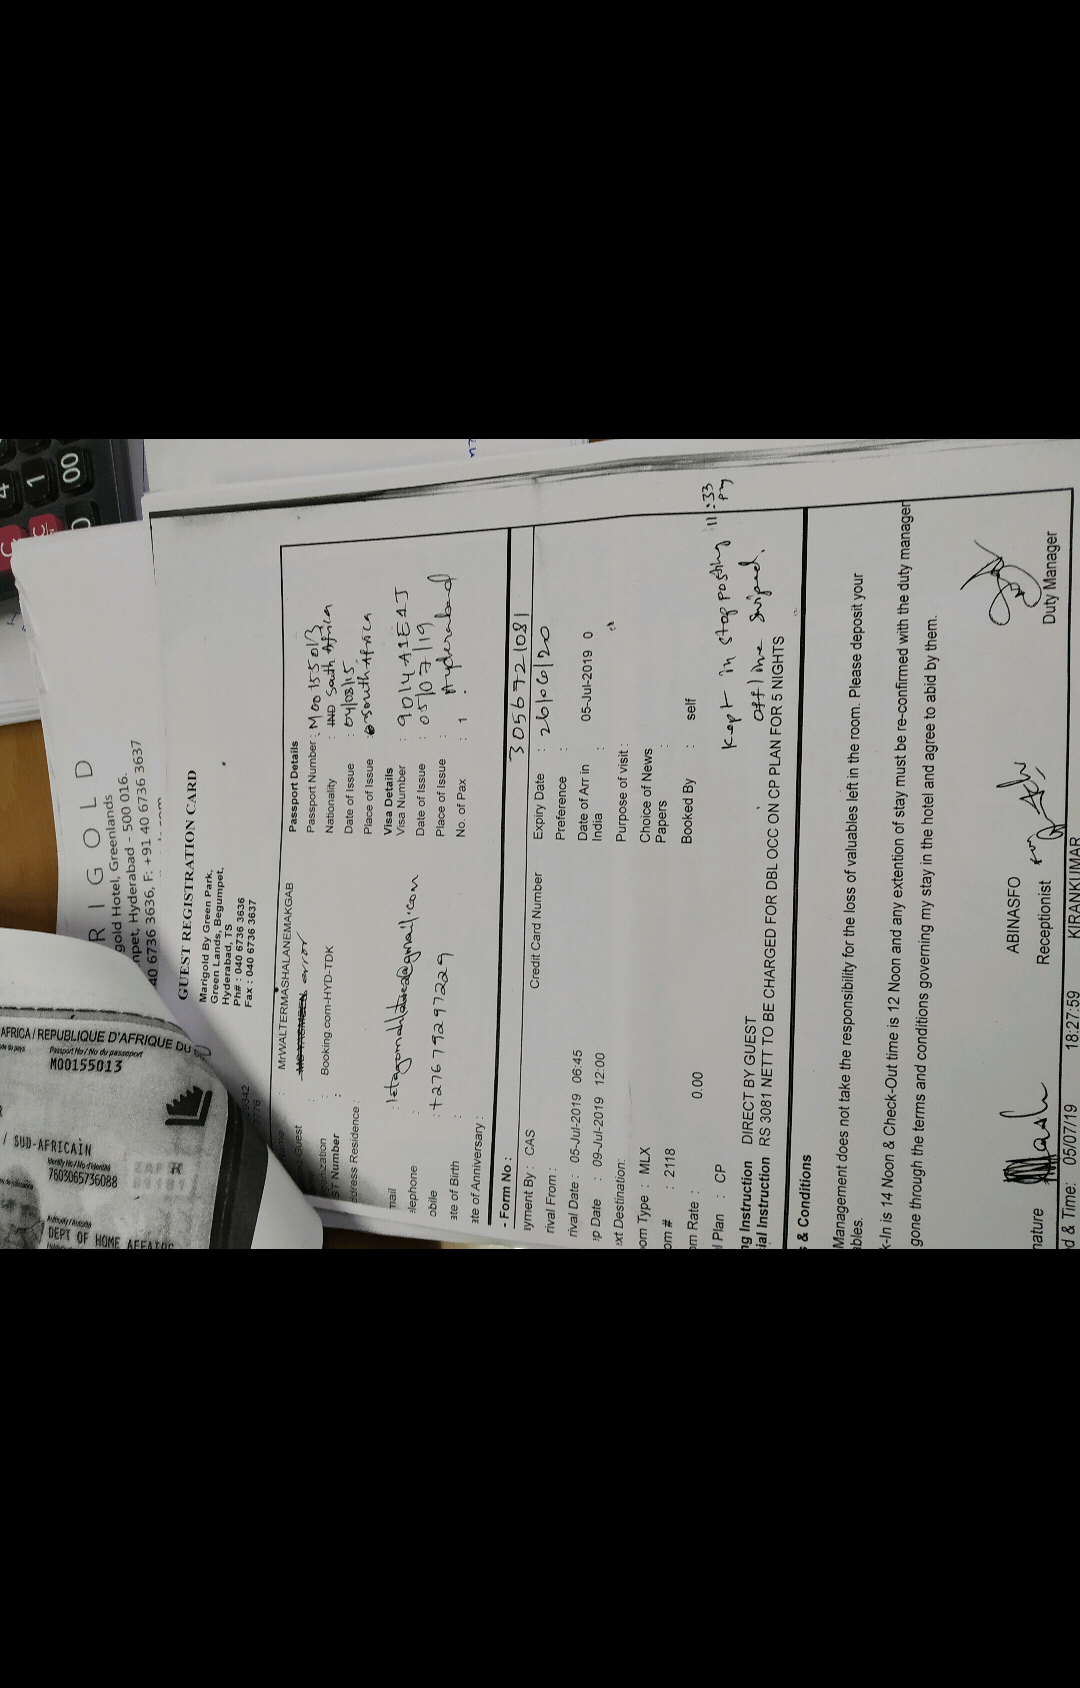 4
1
00
R I G O L D
gold Hotel, Greenlands
npet, Hyderabad - 500 016.
40 6736 3636, F: +91 40 6736 3637
GUEST REGISTRATION CARD
Marigold By Green Park,
Green Lands, Begumpet,
Hyderabad, TS
Ph# : 040 6736 3636
Fax : 040 6736 3637
AFRICA / REPUBLIQUE D'AFRIQUE DU
Passport No / No du passeport
M00155013
/ SUD-AFRICAIN
7603065736088
Authority / Autorité
DEPT OF HOME AFFAIRS
: MrWALTERMASHALANEMAKGAB
Guest : error
zation : Booking.com-HYD-TDK
ST Number :
dress Residence :
mail :
elephone :
obile : +27679297229
ate of Birth :
ate of Anniversary :
Passport Details
Passport Number : M00155013
Nationality : IND South Africa
Date of Issue : 04/08/15
Place of Issue : South Africa
Visa Details
Visa Number : 9014A1EAJ
Date of Issue : 05/07/19
Place of Issue : Hyderabad
No. of Pax : 1
- Form No :
yment By : CAS
Credit Card Number
3056721081
rival From :
Expiry Date : 26/06/20
Preference :
rival Date : 05-Jul-2019 06:45
Date of Arr in India : 05-Jul-2019 0
p Date : 09-Jul-2019 12:00
Purpose of visit :
xt Destination:
om Type : MLX
Choice of News Papers :
om # : 2118
Booked By : self
m Rate : 0.00
l Plan : CP
Kept in stop posting 11:33 pm
offline swiped.
ng Instruction DIRECT BY GUEST
ial Instruction RS 3081 NETT TO BE CHARGED FOR DBL OCC ON CP PLAN FOR 5 NIGHTS
s & Conditions
Management does not take the responsibility for the loss of valuables left in the room. Please deposit your
bles.
k-In is 14 Noon & Check-Out time is 12 Noon and any extention of stay must be re-confirmed with the duty manager
gone through the terms and conditions governing my stay in the hotel and agree to abid by them.
ABINASFO
nature
Receptionist
Duty Manager
d & Time: 05/07/19 18:27:59 KIRANKUMAR